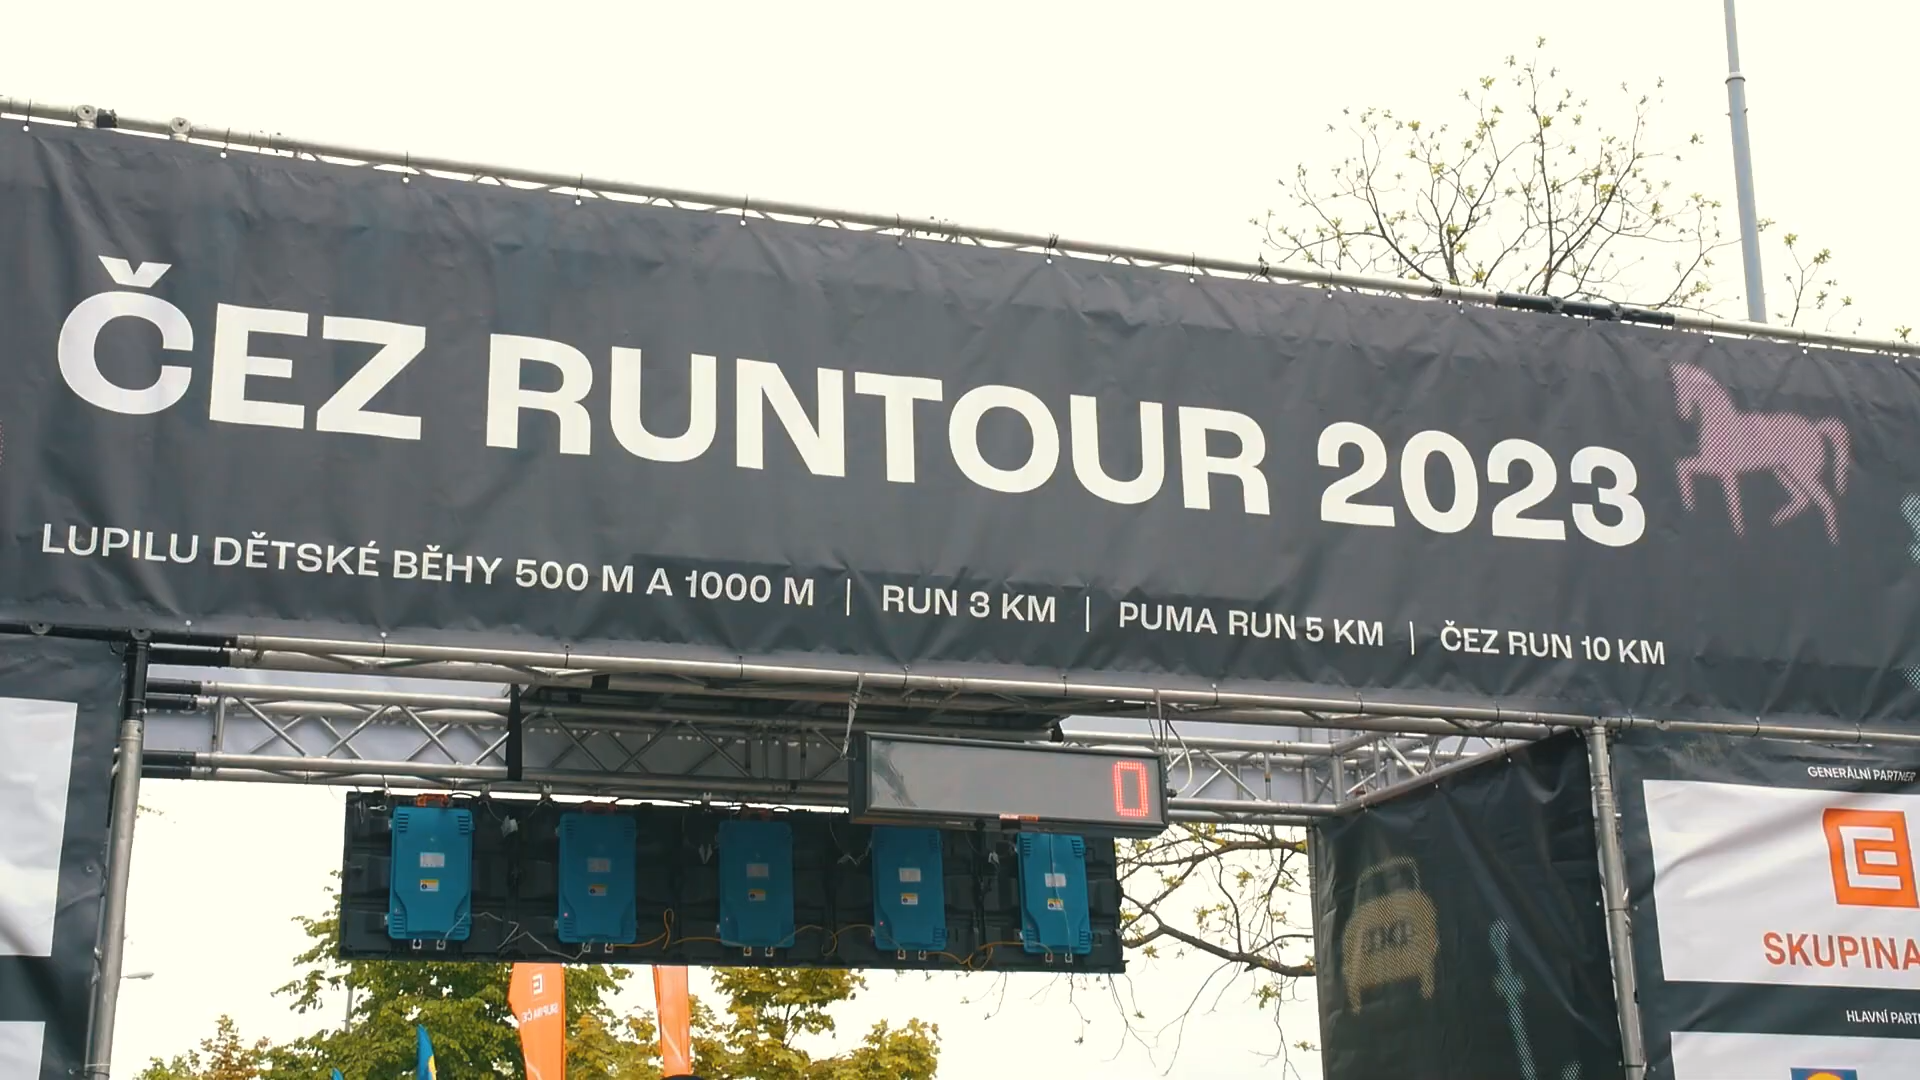 ČEZ RUNTOUR 2023
LUPILU DĚTSKÉ BĚHY 500 M A 1000 M | RUN 3 KM | PUMA RUN 5 KM | ČEZ RUN 10 KM
0
GENERÁLNÍ PARTNER
SKUPINA
HLAVNÍ